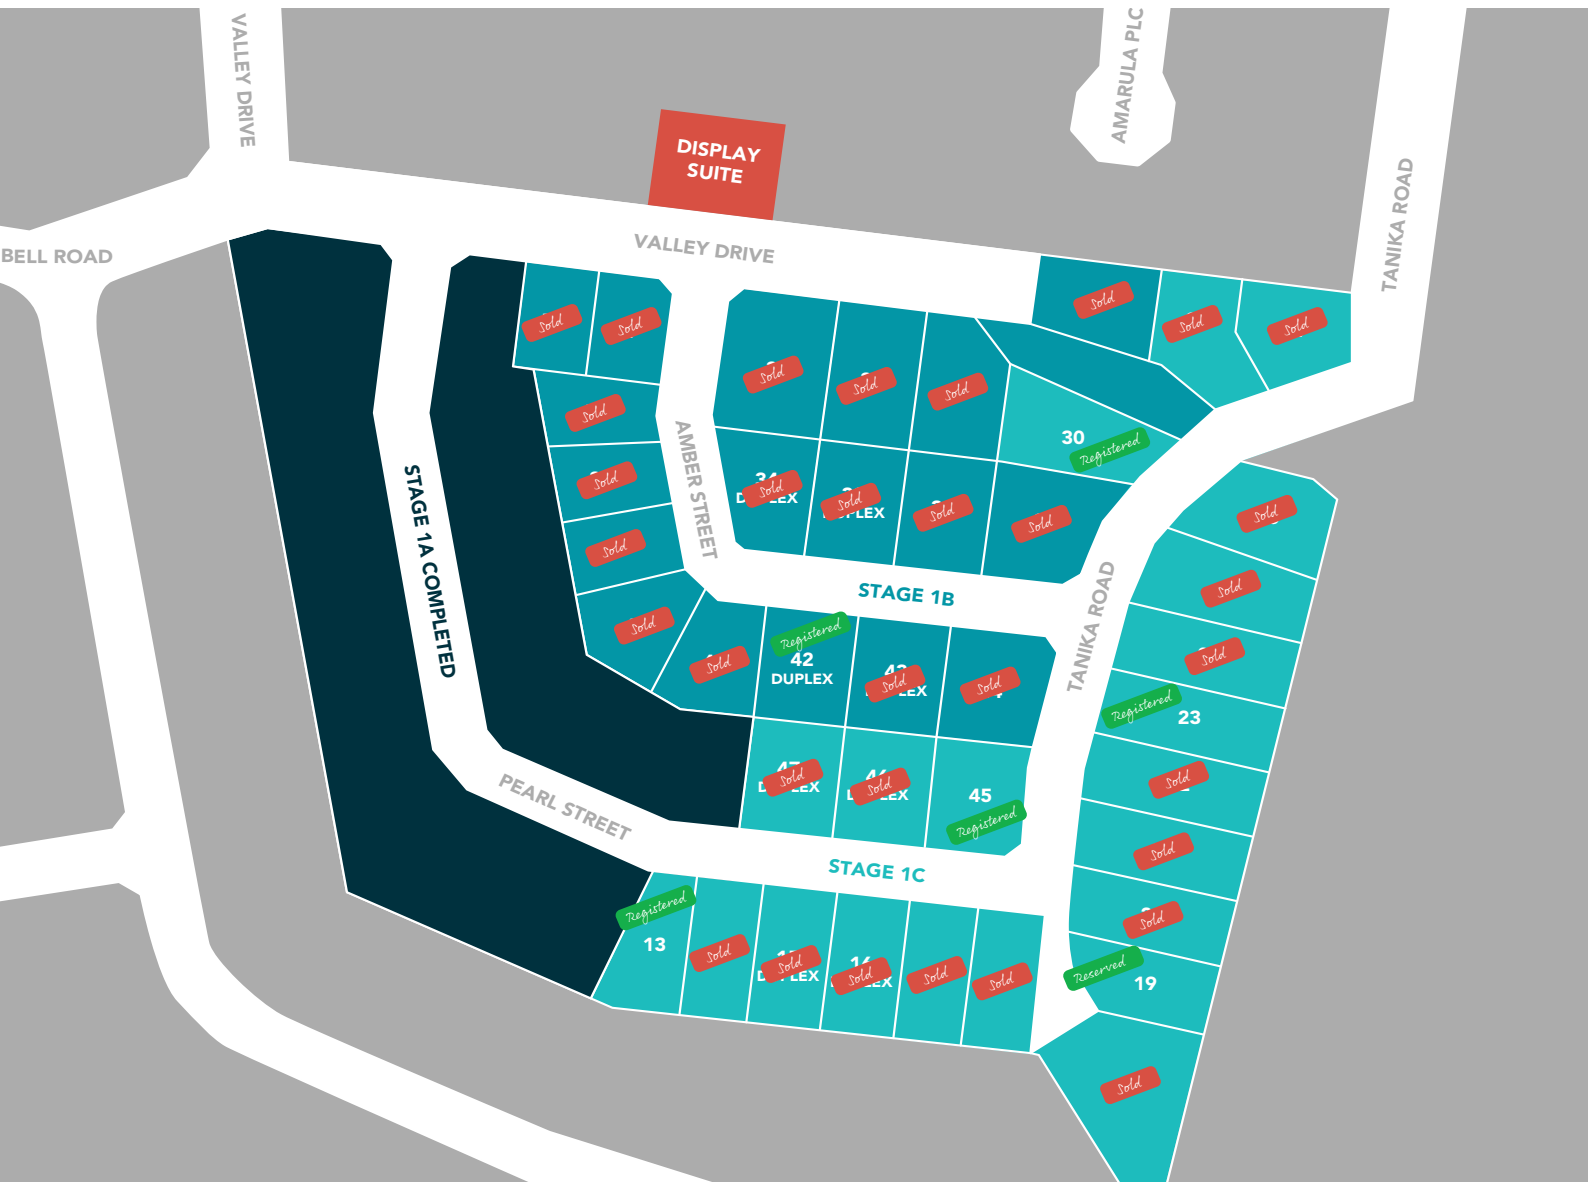 VALLEY DRIVE
AMARULA PLC
TANIKA ROAD
DISPLAY
SUITE
BELL ROAD
VALLEY DRIVE
Sold
Sold
Sold
Sold
Sold
Sold
Sold
Sold
Sold
30
Registered
Sold
AMBER STREET
Sold
34
Sold
Sold
Sold
Sold
Sold
Sold
STAGE 1A COMPLETED
Sold
STAGE 1B
TANIKA ROAD
Sold
Sold
Sold
Registered
42
DUPLEX
Sold
Sold
Sold
Registered
23
PEARL STREET
Sold
Sold
45
Registered
Sold
Sold
STAGE 1C
Registered
13
Sold
Sold
Sold
Sold
Sold
Sold
Reserved
19
Sold